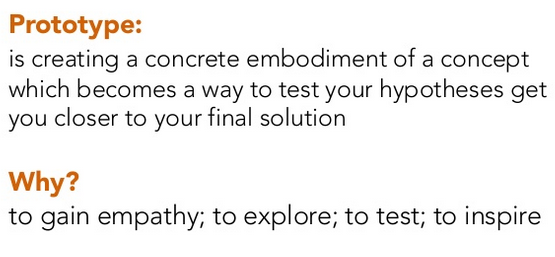 Prototype:
is creating a concrete embodiment of a concept
which becomes a way to test your hypotheses get
you closer to your final solution
Why?
to gain empathy; to explore; to test; to inspire